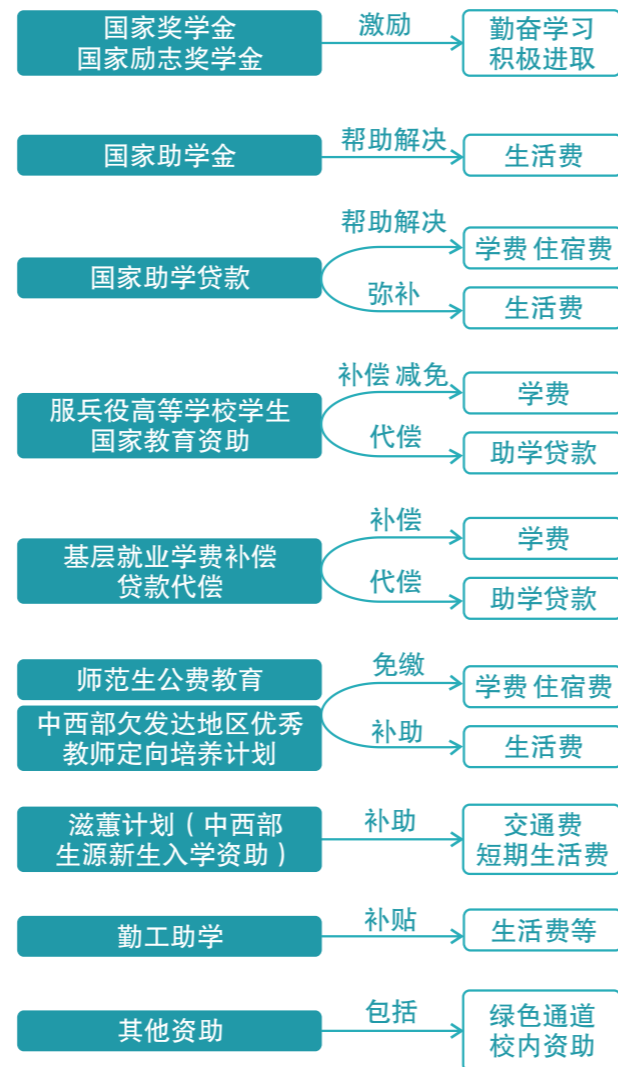 国家奖学金
国家励志奖学金
激励
勤奋学习
积极进取
国家助学金
帮助解决
生活费
国家助学贷款
帮助解决
学费 住宿费
弥补
生活费
服兵役高等学校学生
国家教育资助
补偿 减免
学费
代偿
助学贷款
基层就业学费补偿
贷款代偿
补偿
学费
代偿
助学贷款
师范生公费教育
中西部欠发达地区优秀
教师定向培养计划
免缴
学费 住宿费
补助
生活费
滋蕙计划（中西部
生源新生入学资助）
补助
交通费
短期生活费
勤工助学
补贴
生活费等
其他资助
包括
绿色通道
校内资助